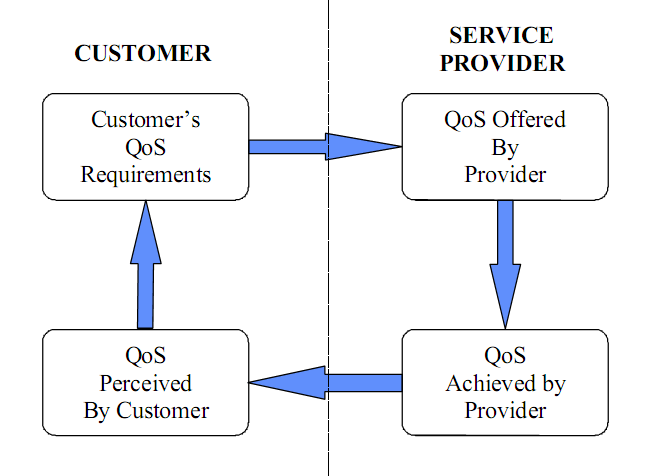 CUSTOMER
SERVICE
PROVIDER
Customer’s
QoS
Requirements
QoS Offered
By
Provider
QoS
Perceived
By Customer
QoS
Achieved by
Provider